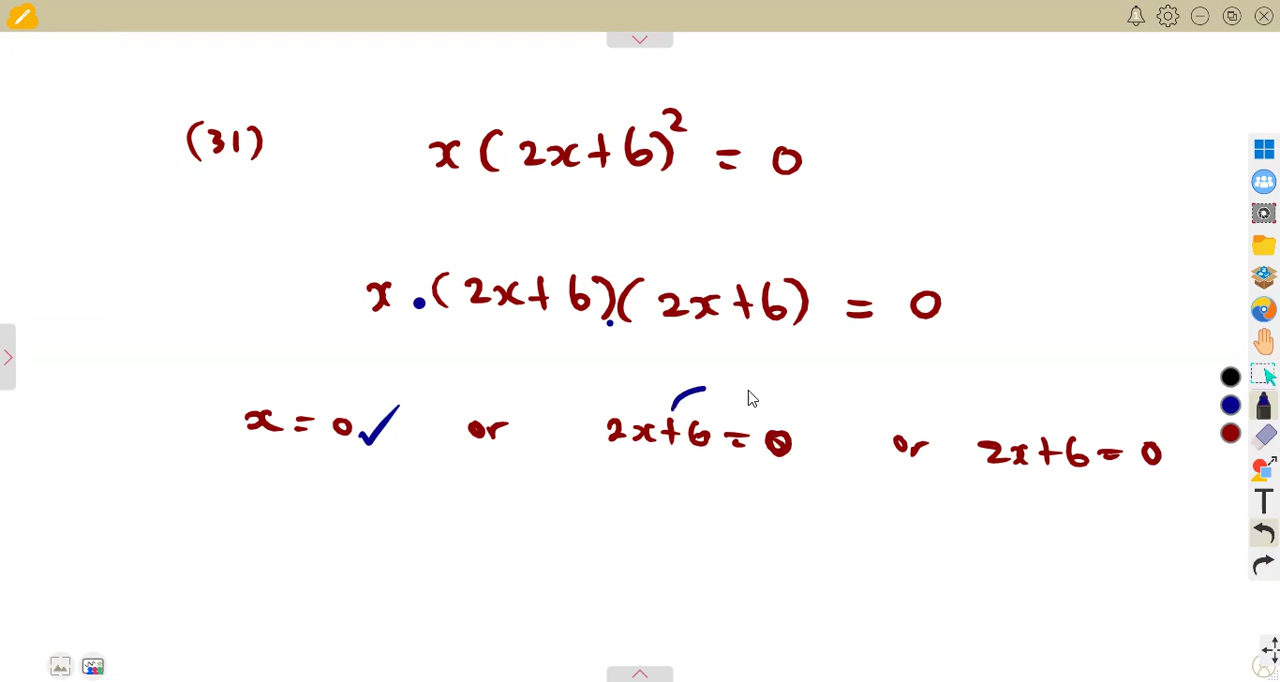 (31) x(2x+6)² = 0
x.(2x+6).(2x+6) = 0
x = 0✓ or 2x+6=0 or 2x+6=0
T